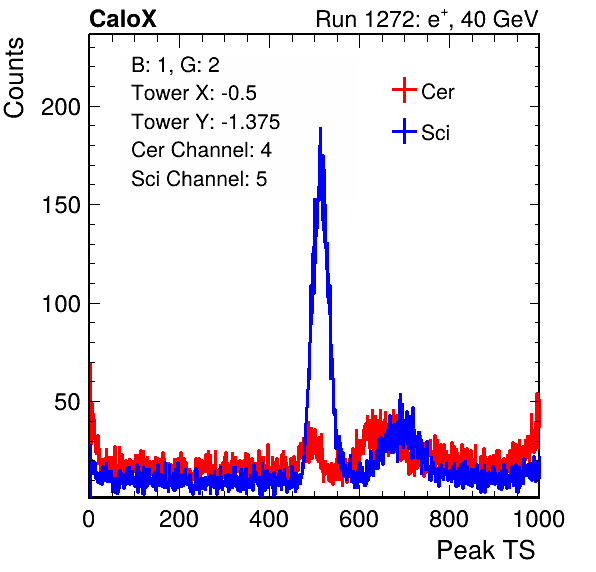 CaloX Run 1272: e+, 40 GeV
Counts
B: 1, G: 2
Tower X: -0.5
Tower Y: -1.375
Cer Channel: 4
Sci Channel: 5
Cer
Sci
200
150
100
50
0 200 400 600 800 1000
Peak TS